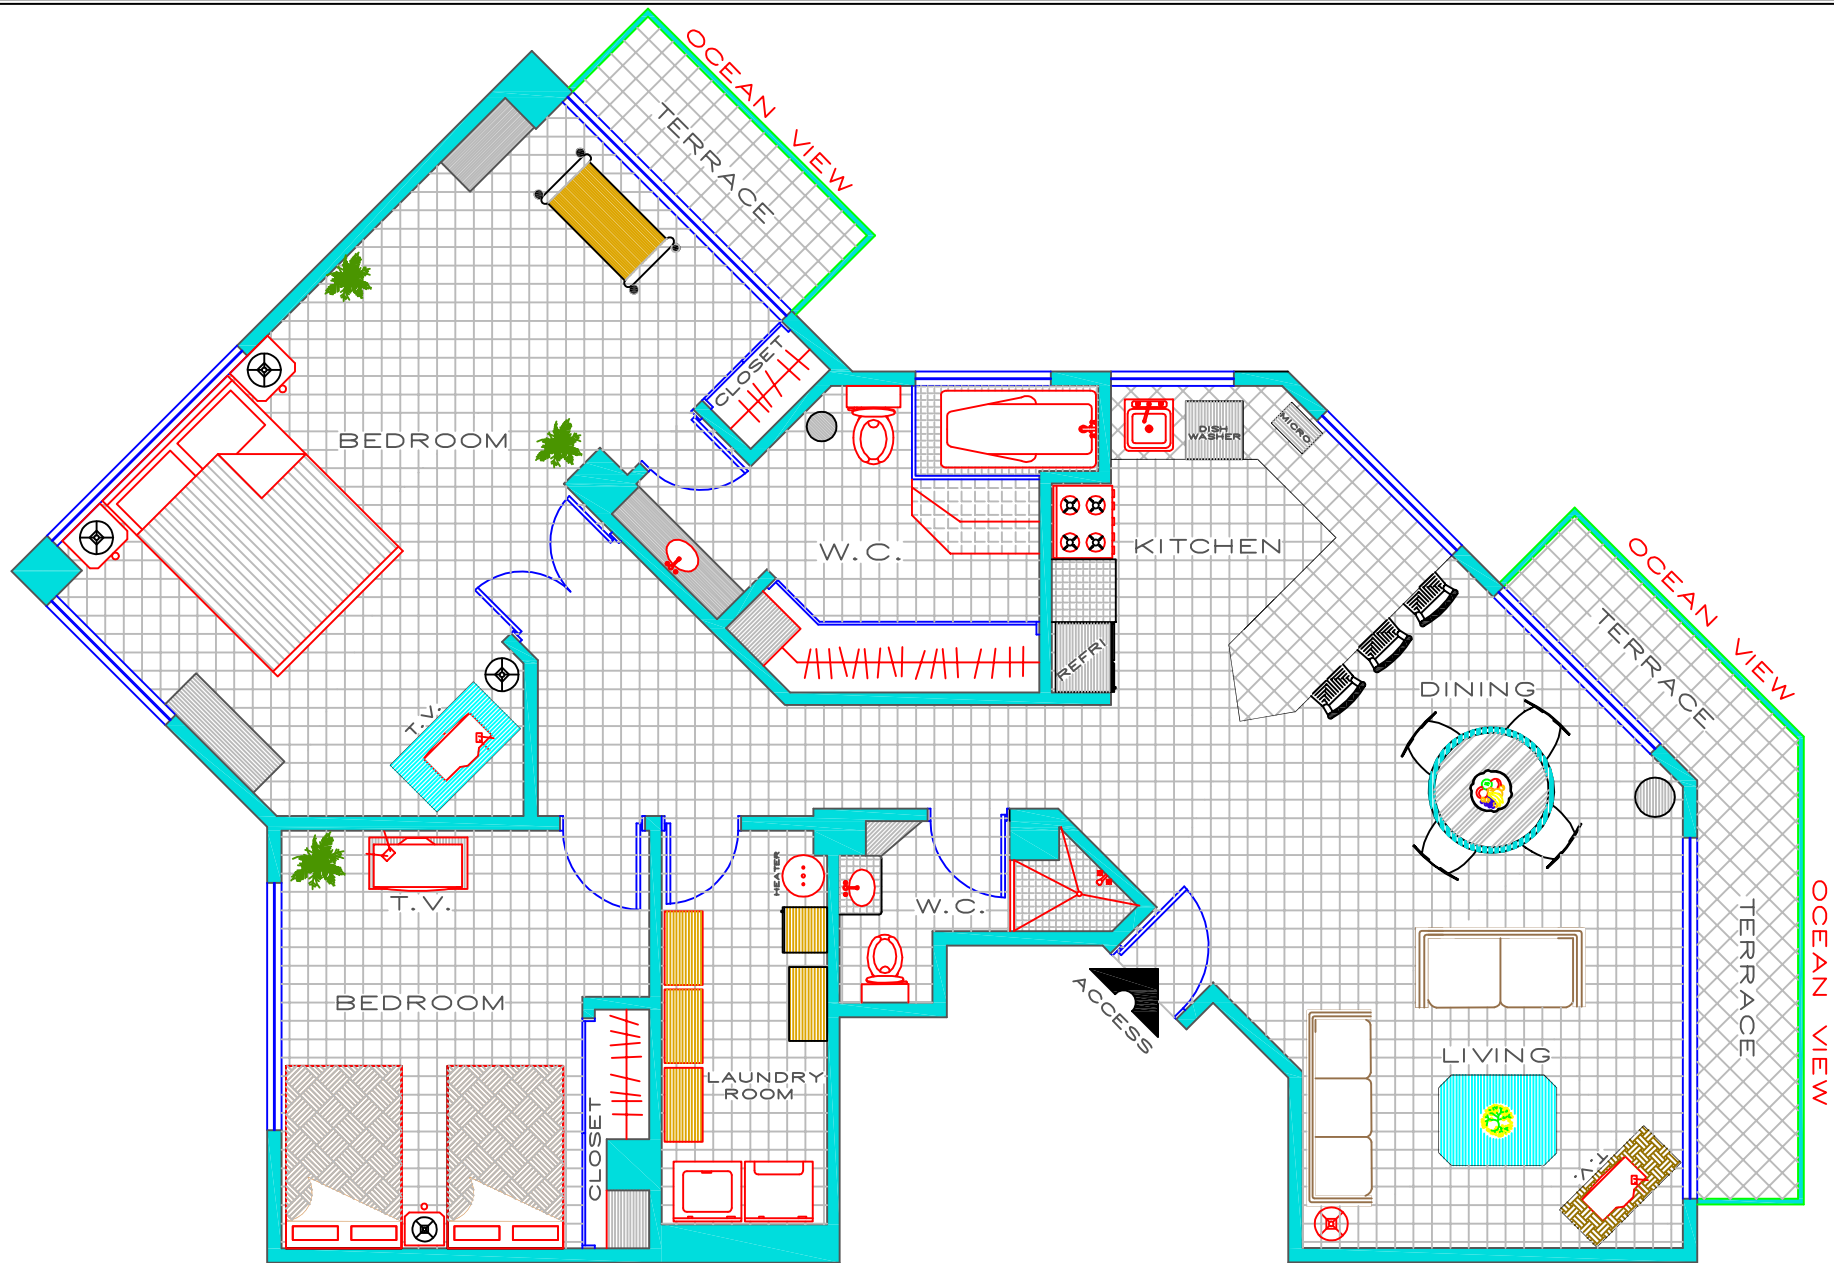 OCEAN VIEW
TERRACE
CLOSET
BEDROOM
DISH
WASHER
MICRO
W.C.
KITCHEN
OCEAN VIEW
TERRACE
REFRI
DINING
T.V.
HEATER
T.V.
W.C.
TERRACE
OCEAN VIEW
ACCESS
BEDROOM
LIVING
LAUNDRY
ROOM
CLOSET
T.V.